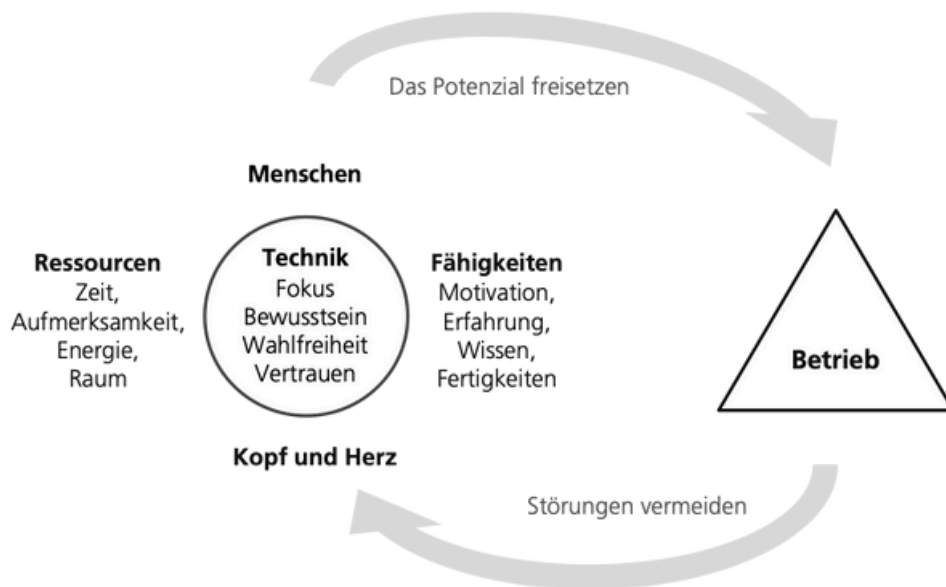 Das Potenzial freisetzen
Menschen
Ressourcen
Zeit,
Aufmerksamkeit,
Energie,
Raum
Technik
Fokus
Bewusstsein
Wahlfreiheit
Vertrauen
Fähigkeiten
Motivation,
Erfahrung,
Wissen,
Fertigkeiten
Betrieb
Kopf und Herz
Störungen vermeiden